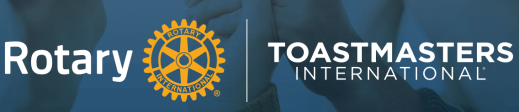 Rotary
ROTARY
INTERNATIONAL
®
TOASTMASTERS
INTERNATIONAL®